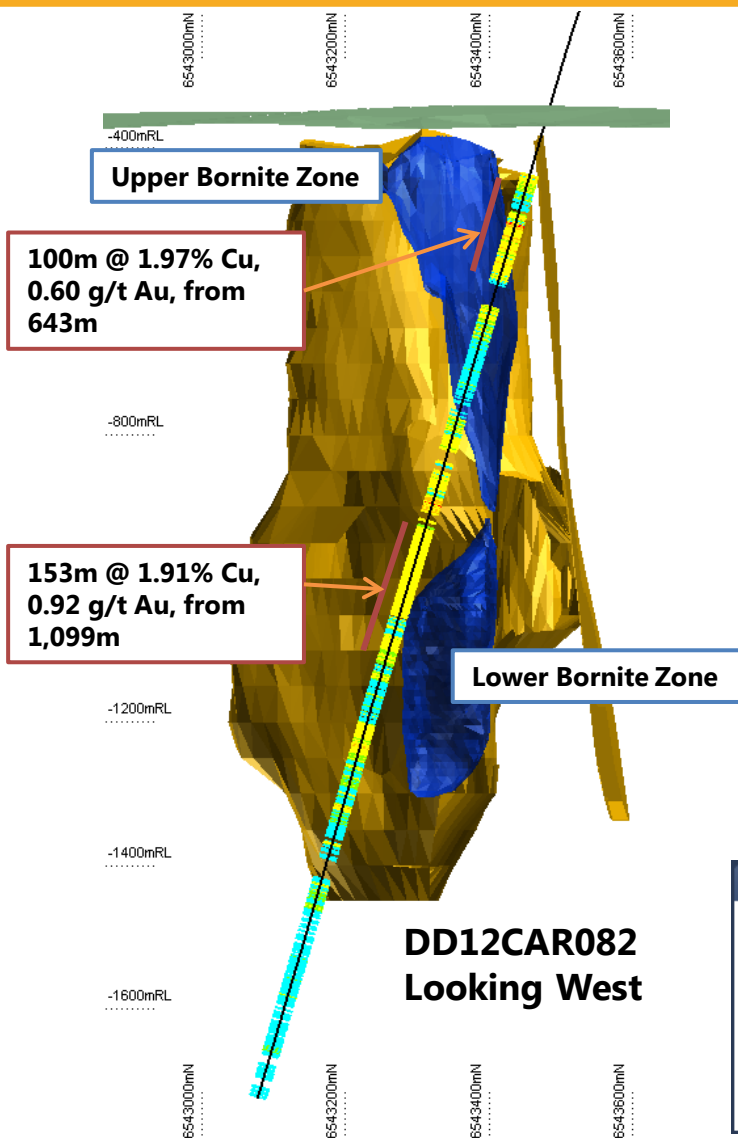 6543000mN
6543200mN
6543400mN
6543600mN
-400mRL
Upper Bornite Zone
100m @ 1.97% Cu,
0.60 g/t Au, from
643m
-800mRL
153m @ 1.91% Cu,
0.92 g/t Au, from
1,099m
Lower Bornite Zone
-1200mRL
-1400mRL
DD12CAR082
Looking West
-1600mRL
6543000mN
6543200mN
6543400mN
6543600mN